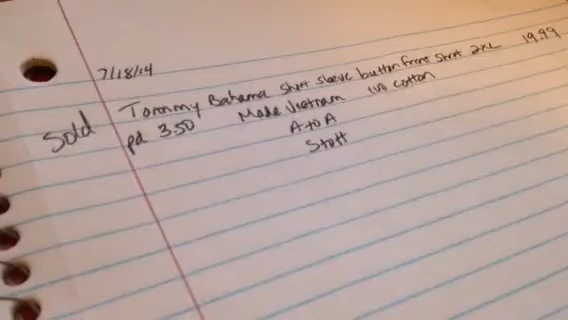 7/18/14
Tommy Bahama short sleeve button front shirt 2XL 19.99
Sold pd 3.50 Made Vietnam 100 cotton
A to A